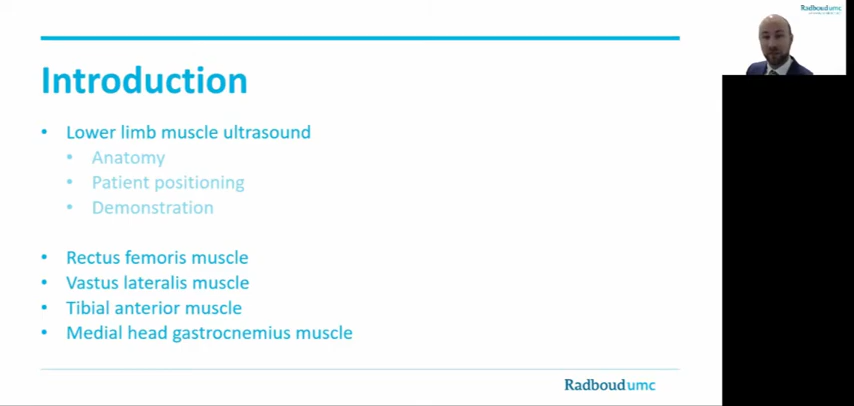 Introduction
• Lower limb muscle ultrasound
• Anatomy
• Patient positioning
• Demonstration
• Rectus femoris muscle
• Vastus lateralis muscle
• Tibial anterior muscle
• Medial head gastrocnemius muscle
Radboudumc
Radboudumc